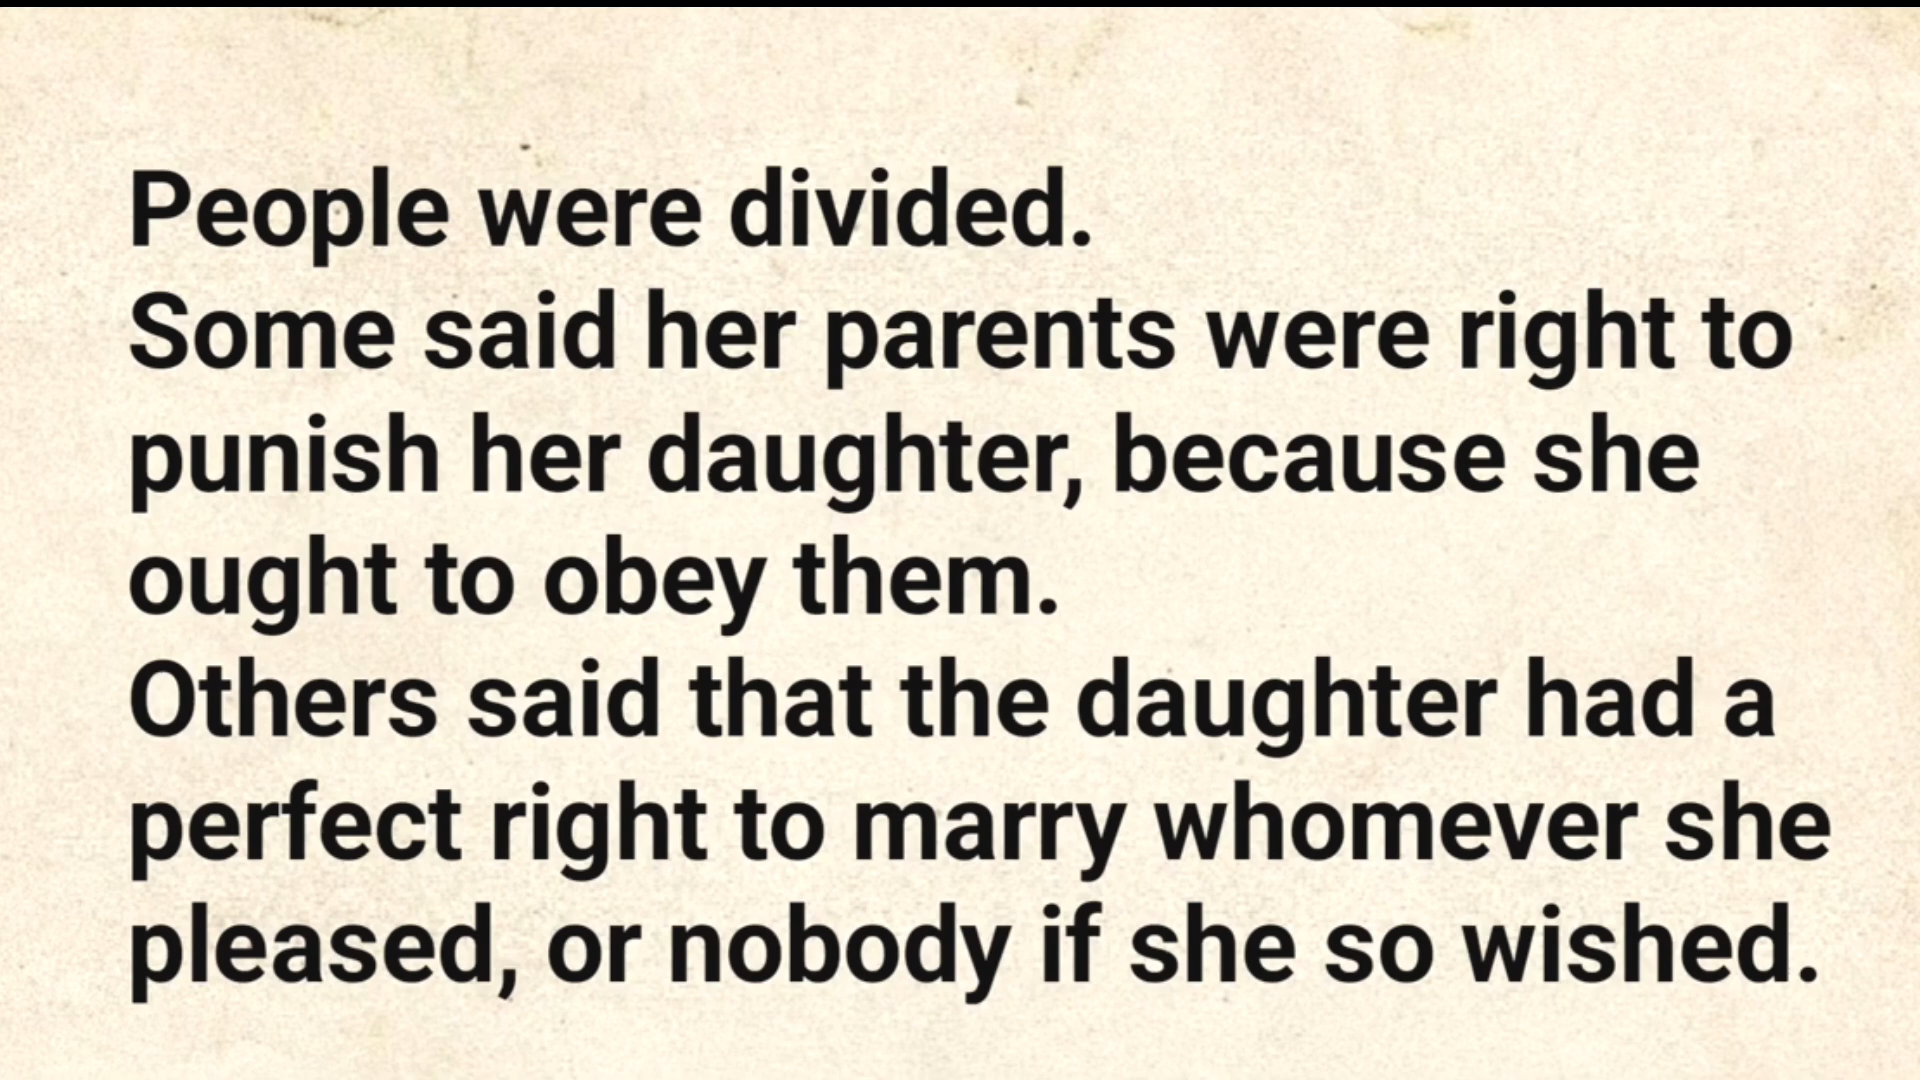 People were divided.
Some said her parents were right to
punish her daughter, because she
ought to obey them.
Others said that the daughter had a
perfect right to marry whomever she
pleased, or nobody if she so wished.